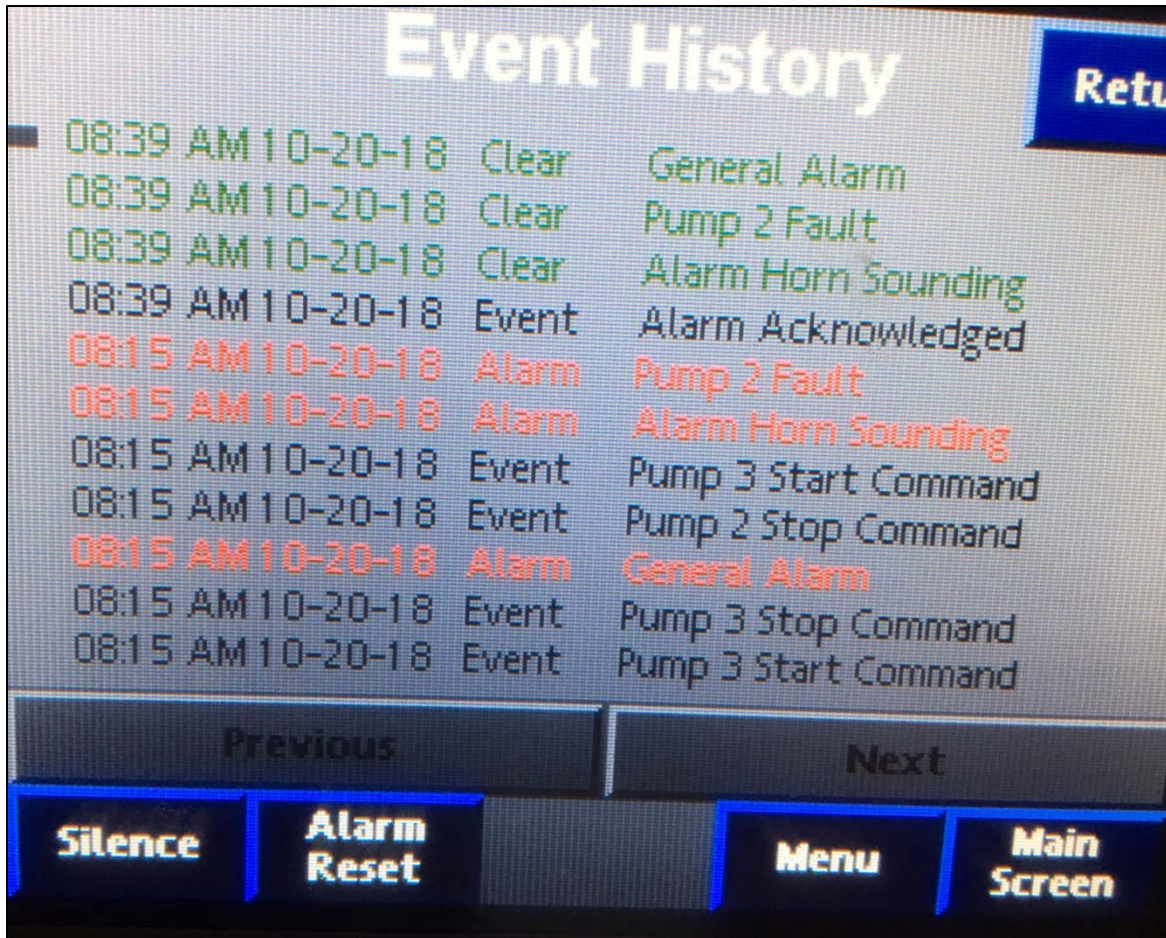 Event History
Retu
08:39 AM 10-20-18 Clear General Alarm
08:39 AM 10-20-18 Clear Pump 2 Fault
08:39 AM 10-20-18 Clear Alarm Horn Sounding
08:39 AM 10-20-18 Event Alarm Acknowledged
08:15 AM 10-20-18 Alarm Pump 2 Fault
08:15 AM 10-20-18 Alarm Alarm Horn Sounding
08:15 AM 10-20-18 Event Pump 3 Start Command
08:15 AM 10-20-18 Event Pump 2 Stop Command
08:15 AM 10-20-18 Alarm General Alarm
08:15 AM 10-20-18 Event Pump 3 Stop Command
08:15 AM 10-20-18 Event Pump 3 Start Command
Previous Next
Silence Alarm Reset Menu Main Screen